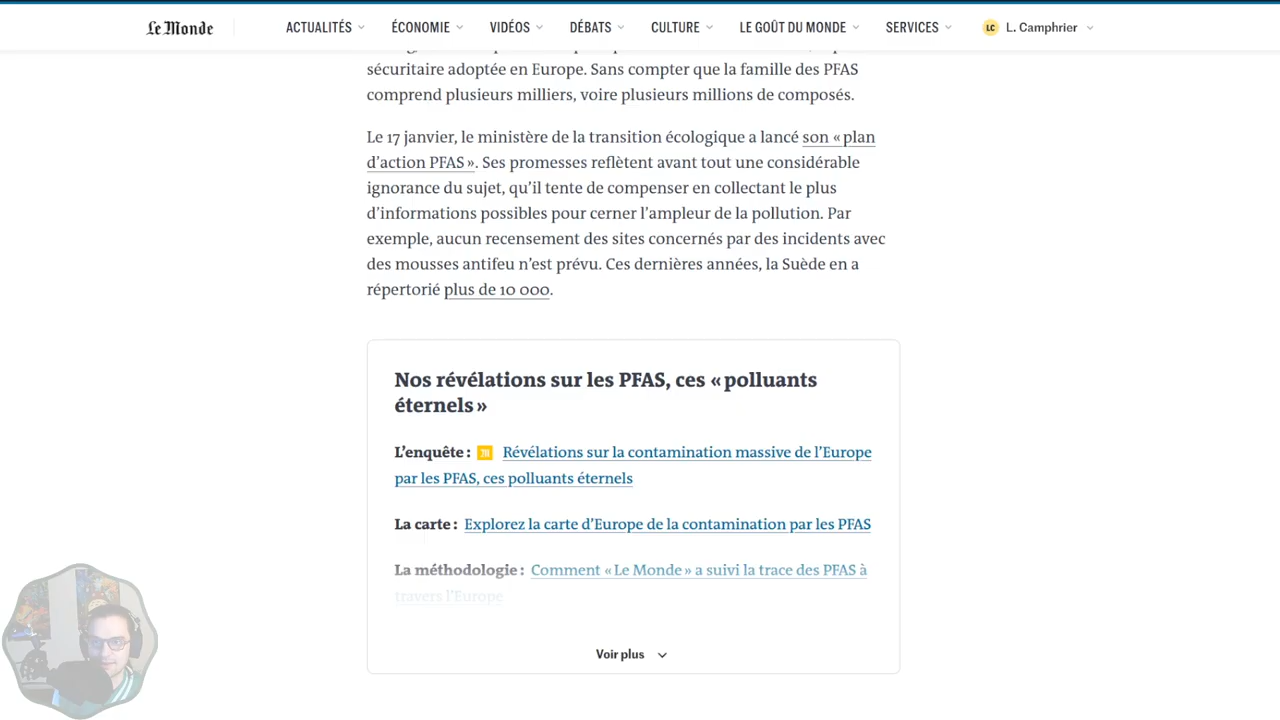 Le Monde
ACTUALITÉS
ÉCONOMIE
VIDÉOS
DÉBATS
CULTURE
LE GOÛT DU MONDE
SERVICES
LC
L. Camphrier
sécuritaire adoptée en Europe. Sans compter que la famille des PFAS
comprend plusieurs milliers, voire plusieurs millions de composés.
Le 17 janvier, le ministère de la transition écologique a lancé son « plan
d’action PFAS ». Ses promesses reflètent avant tout une considérable
ignorance du sujet, qu’il tente de compenser en collectant le plus
d’informations possibles pour cerner l’ampleur de la pollution. Par
exemple, aucun recensement des sites concernés par des incidents avec
des mousses antifeu n’est prévu. Ces dernières années, la Suède en a
répertorié plus de 10 000.
Nos révélations sur les PFAS, ces « polluants
éternels »
L’enquête : M Révélations sur la contamination massive de l’Europe
par les PFAS, ces polluants éternels
La carte : Explorez la carte d’Europe de la contamination par les PFAS
La méthodologie : Comment « Le Monde » a suivi la trace des PFAS à
travers l’Europe
Voir plus